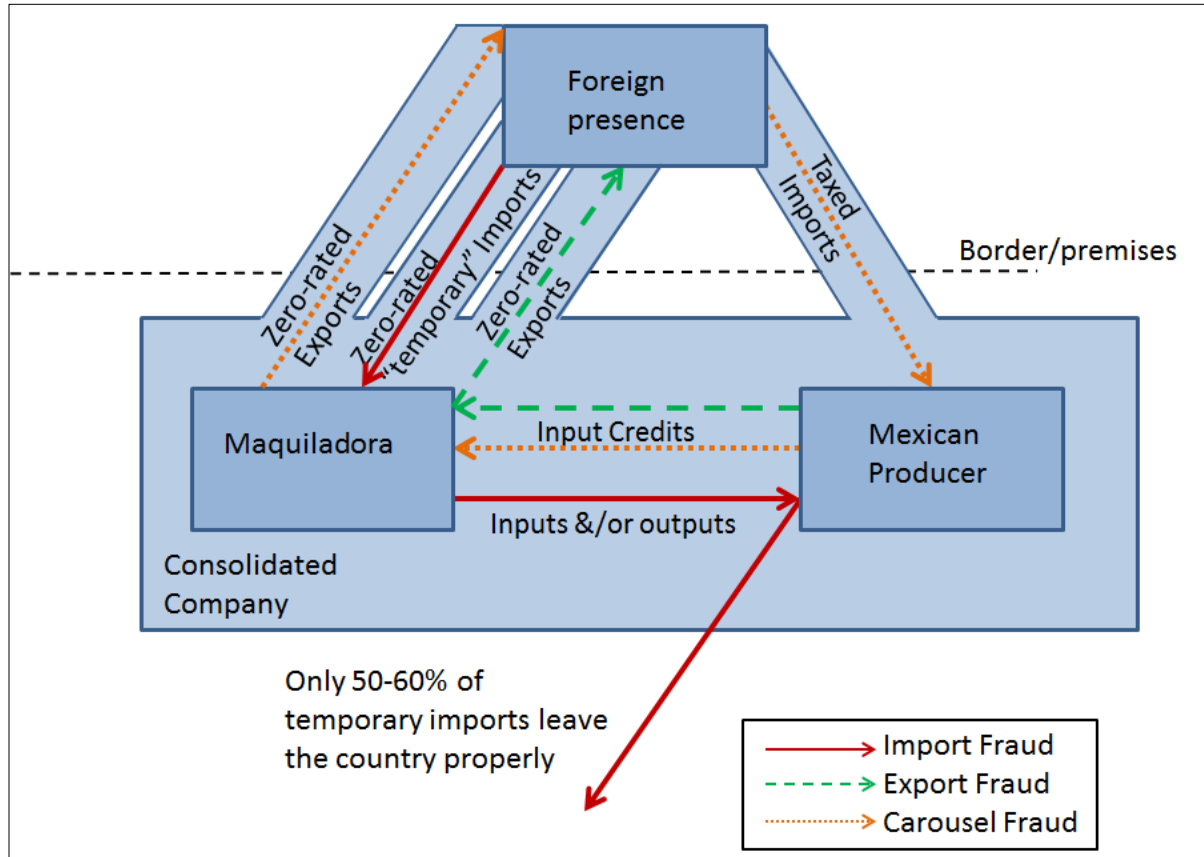 Foreign
presence
Zero-rated
Exports
Zero-rated
“temporary” Imports
Zero-rated
Exports
Taxed
Imports
Border/premises
Maquiladora
Input Credits
Mexican
Producer
Inputs &/or outputs
Consolidated
Company
Only 50-60% of
temporary imports leave
the country properly
Import Fraud
Export Fraud
Carousel Fraud